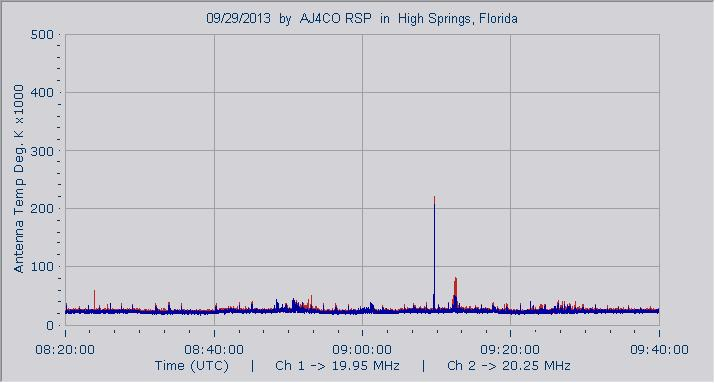 09/29/2013 by AJ4CO RSP in High Springs, Florida
500
400
300
200
100
0
Antenna Temp Deg. K x1000
08:20:00 08:40:00 09:00:00 09:20:00 09:40:00
Time (UTC) | Ch 1 -> 19.95 MHz | Ch 2 -> 20.25 MHz